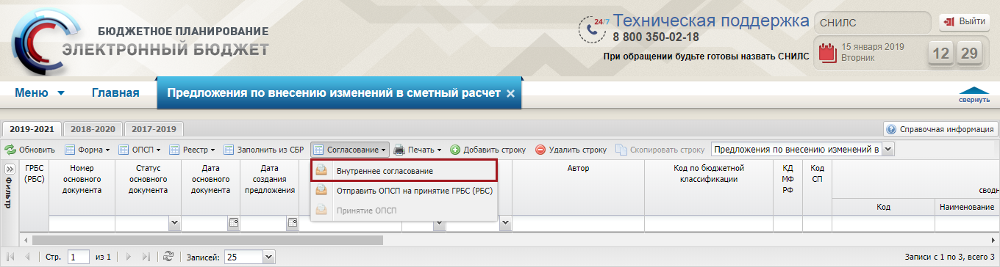 БЮДЖЕТНОЕ ПЛАНИРОВАНИЕ
ЭЛЕКТРОННЫЙ БЮДЖЕТ
24/7
Техническая поддержка
8 800 350-02-18
При обращении будьте готовы назвать СНИЛС
СНИЛС
Выйти
15 января 2019
Вторник
12 29
Меню
Главная
Предложения по внесению изменений в сметный расчет
свернуть
2019-2021 2018-2020 2017-2019
Справочная информация
Обновить Форма ОПСП Реестр Заполнить из СБР Согласование Печать Добавить строку Удалить строку Скопировать строку Предложения по внесению изменений в
Внутреннее согласование
Отправить ОПСП на принятие ГРБС (РБС)
Принятие ОПСП
Фильтр
ГРБС
(РБС)
Номер
основного
документа
Статус
основного
документа
Дата
основного
документа
Дата
создания
предложения
Автор
Код по бюджетной
классификации
КД
МФ
РФ
Код
СП
сводн
Код
Наименование
Стр. 1 из 1 Записей: 25
Записи с 1 по 3, всего 3